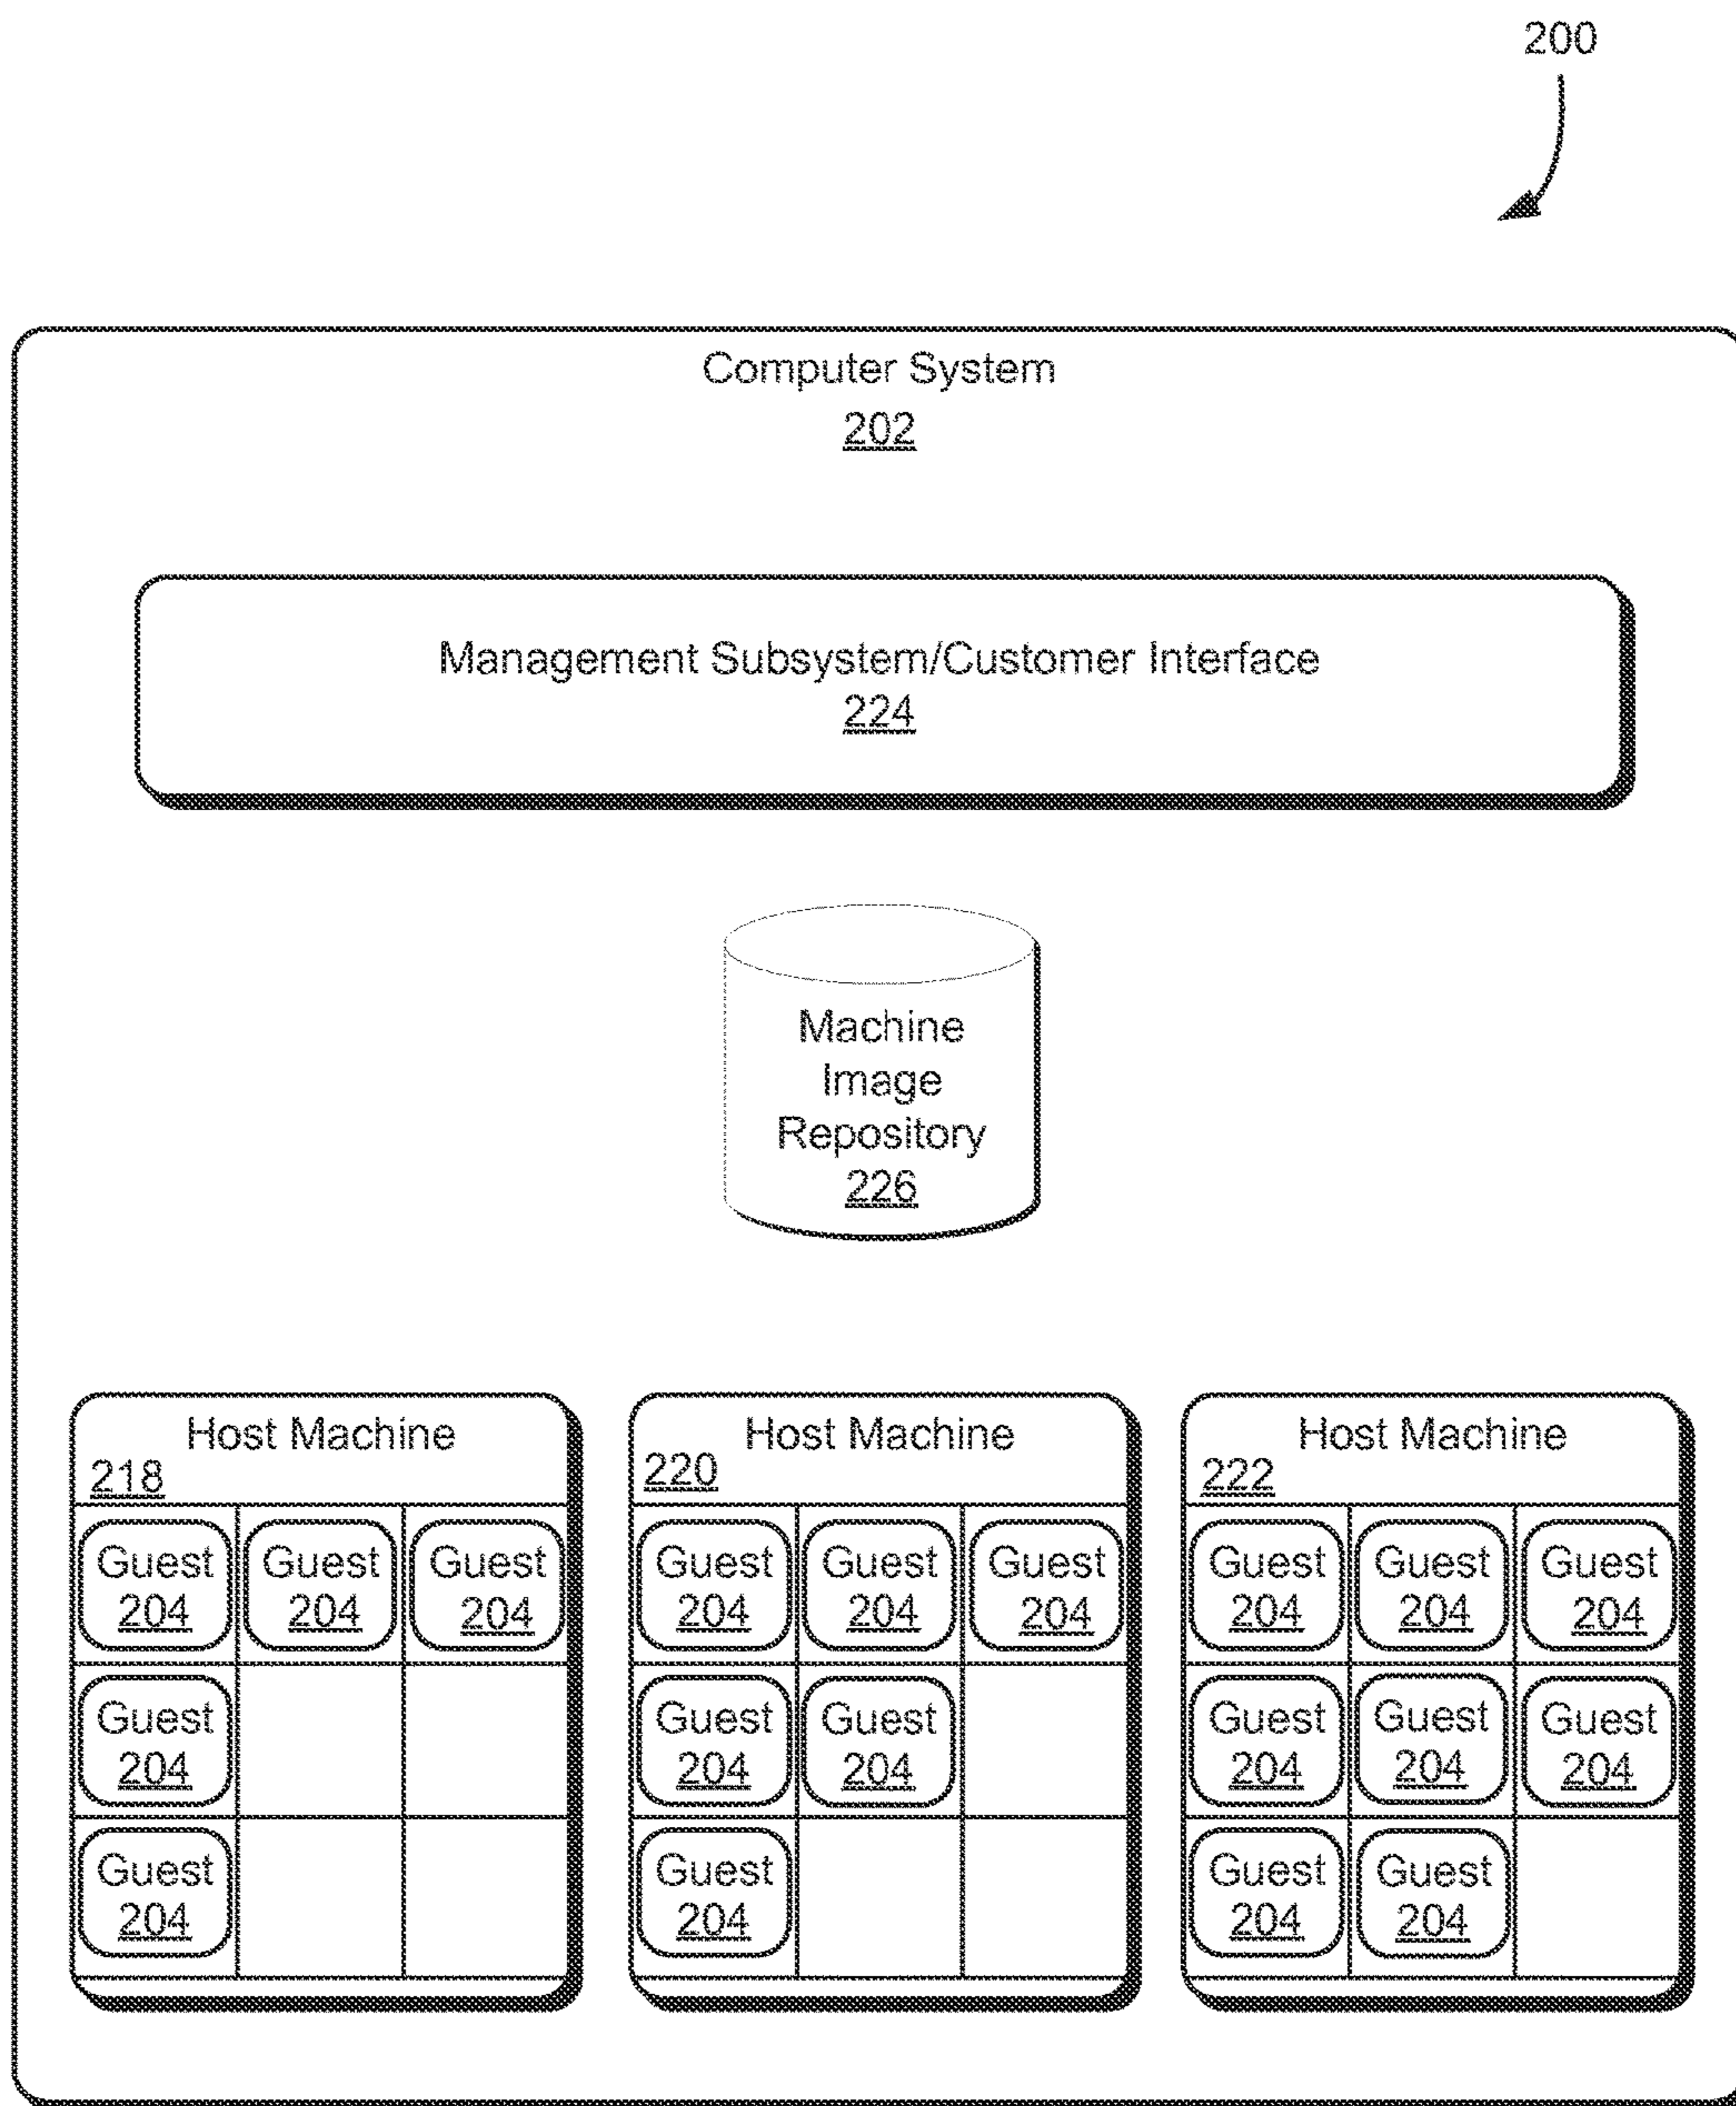 200
Computer System
202
Management Subsystem/Customer Interface
224
Machine
Image
Repository
226
Host Machine
218
Guest
204
Guest
204
Guest
204
Guest
204
Guest
204
Host Machine
220
Guest
204
Guest
204
Guest
204
Guest
204
Guest
204
Guest
204
Host Machine
222
Guest
204
Guest
204
Guest
204
Guest
204
Guest
204
Guest
204
Guest
204
Guest
204